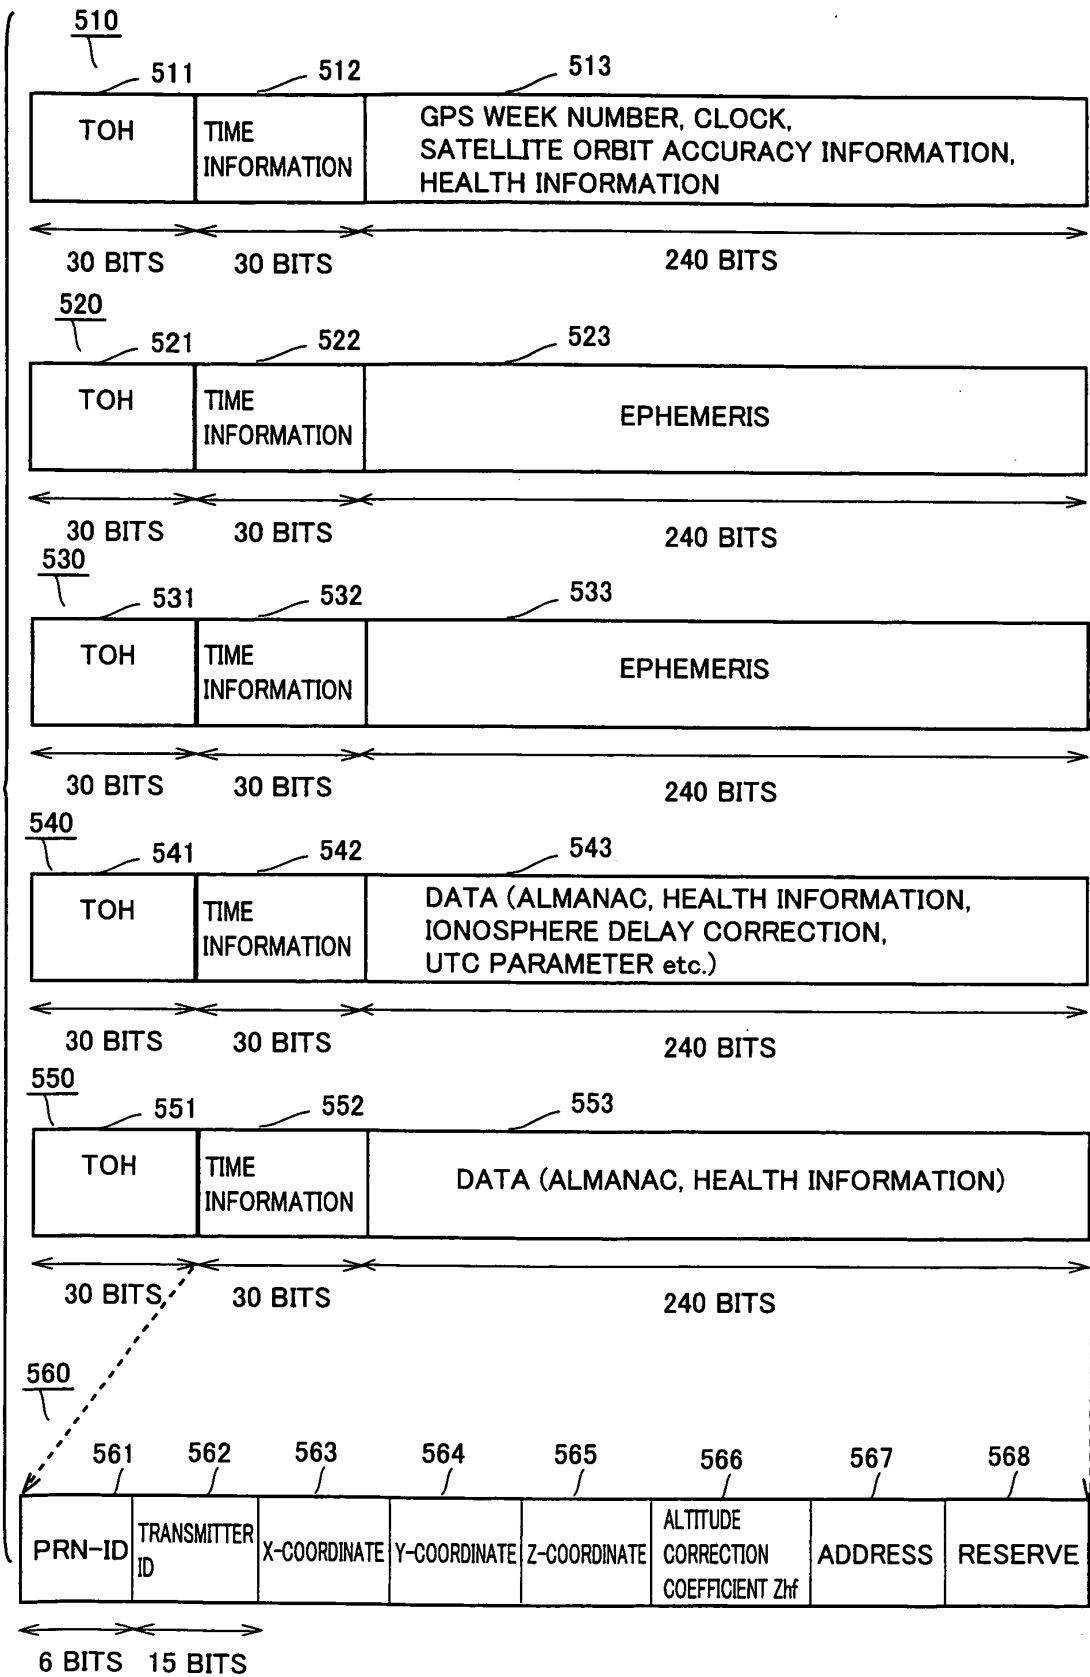 510
511 512 513
TOH
TIME
INFORMATION
GPS WEEK NUMBER, CLOCK,
SATELLITE ORBIT ACCURACY INFORMATION,
HEALTH INFORMATION
30 BITS 30 BITS 240 BITS
520
521 522 523
TOH
TIME
INFORMATION
EPHEMERIS
30 BITS 30 BITS 240 BITS
530
531 532 533
TOH
TIME
INFORMATION
EPHEMERIS
30 BITS 30 BITS 240 BITS
540
541 542 543
TOH
TIME
INFORMATION
DATA (ALMANAC, HEALTH INFORMATION,
IONOSPHERE DELAY CORRECTION,
UTC PARAMETER etc.)
30 BITS 30 BITS 240 BITS
550
551 552 553
TOH
TIME
INFORMATION
DATA (ALMANAC, HEALTH INFORMATION)
30 BITS 30 BITS 240 BITS
560
561 562 563 564 565 566 567 568
PRN-ID
TRANSMITTER
ID
X-COORDINATE
Y-COORDINATE
Z-COORDINATE
ALTITUDE
CORRECTION
COEFFICIENT Zhf
ADDRESS
RESERVE
6 BITS 15 BITS